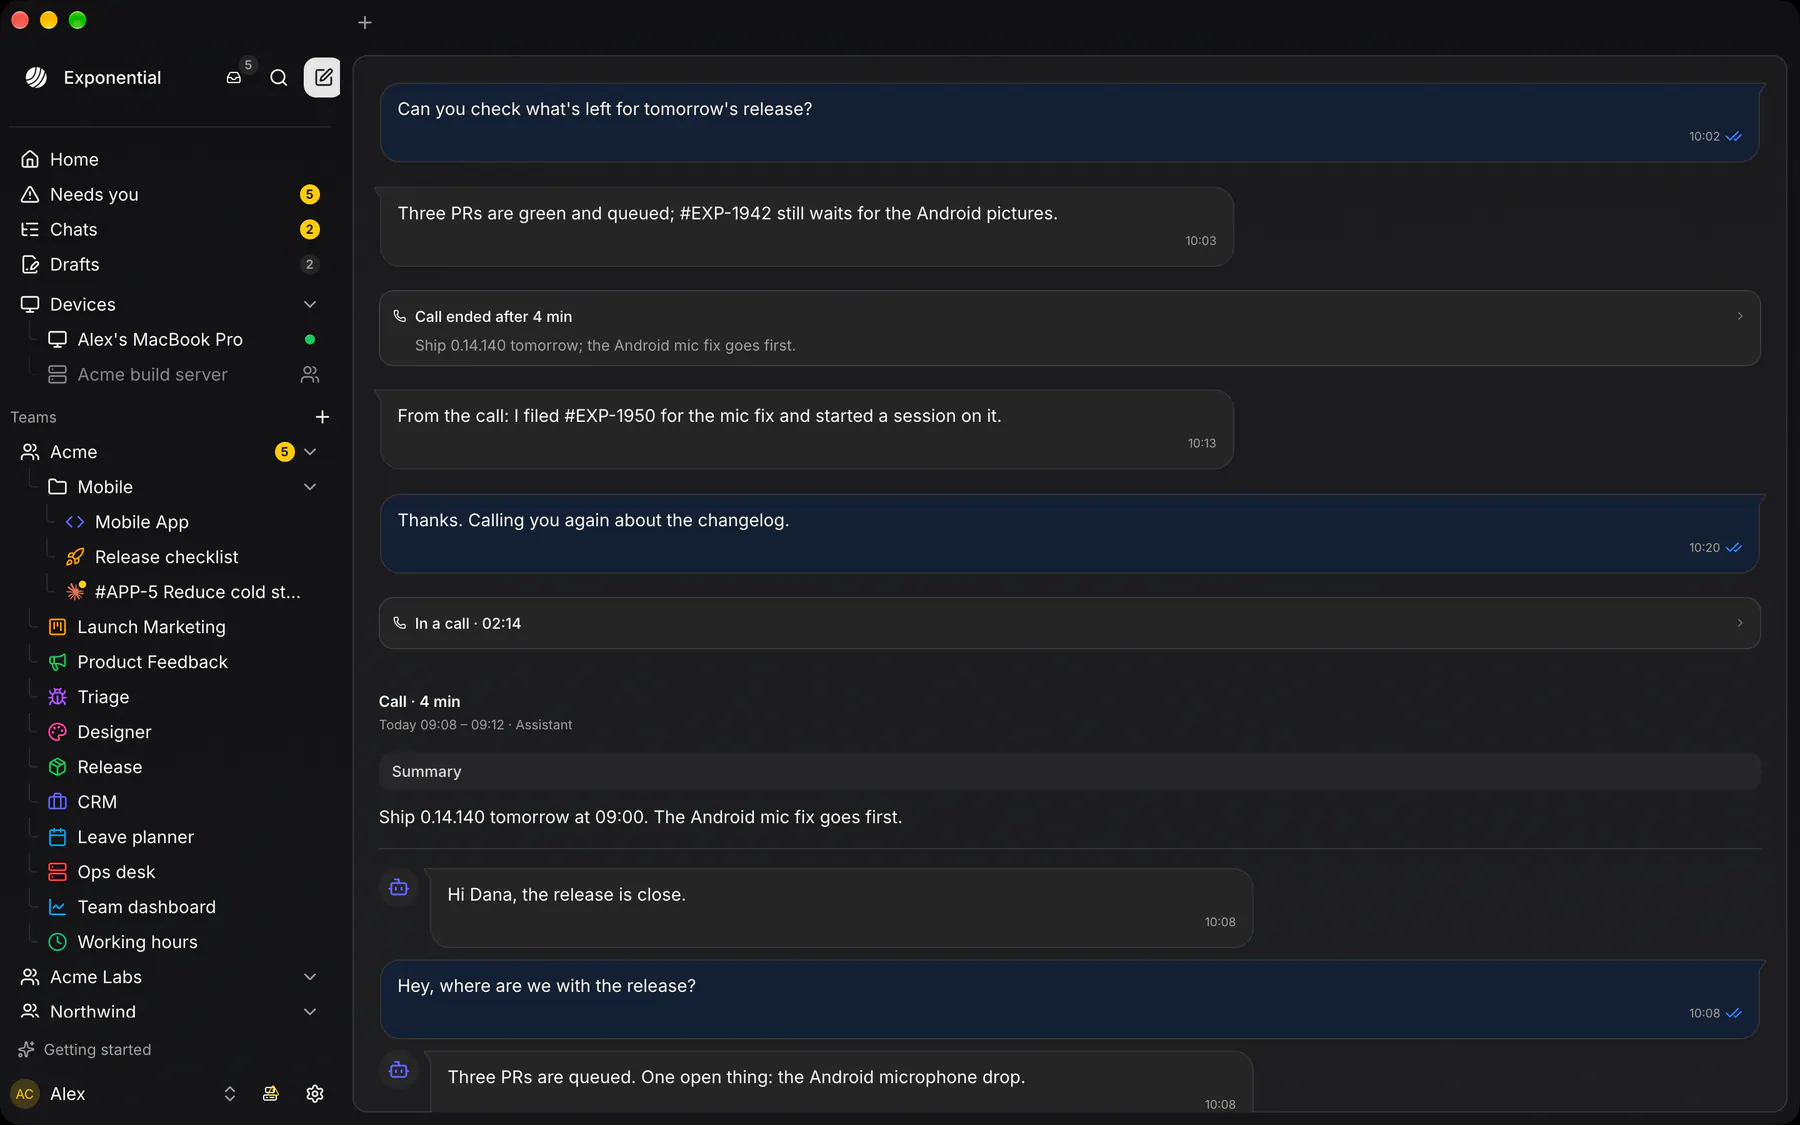 Exponential
5
Home
Needs you 5
Chats 2
Drafts 2
Devices
Alex's MacBook Pro
Acme build server
Teams
Acme 5
Mobile
Mobile App
Release checklist
#APP-5 Reduce cold st...
Launch Marketing
Product Feedback
Triage
Designer
Release
CRM
Leave planner
Ops desk
Team dashboard
Working hours
Acme Labs
Northwind
Getting started
AC Alex
Can you check what's left for tomorrow's release?
10:02
Three PRs are green and queued; #EXP-1942 still waits for the Android pictures.
10:03
Call ended after 4 min
Ship 0.14.140 tomorrow; the Android mic fix goes first.
From the call: I filed #EXP-1950 for the mic fix and started a session on it.
10:13
Thanks. Calling you again about the changelog.
10:20
In a call · 02:14
Call · 4 min
Today 09:08 – 09:12 · Assistant
Summary
Ship 0.14.140 tomorrow at 09:00. The Android mic fix goes first.
Hi Dana, the release is close.
10:08
Hey, where are we with the release?
10:08
Three PRs are queued. One open thing: the Android microphone drop.
10:08